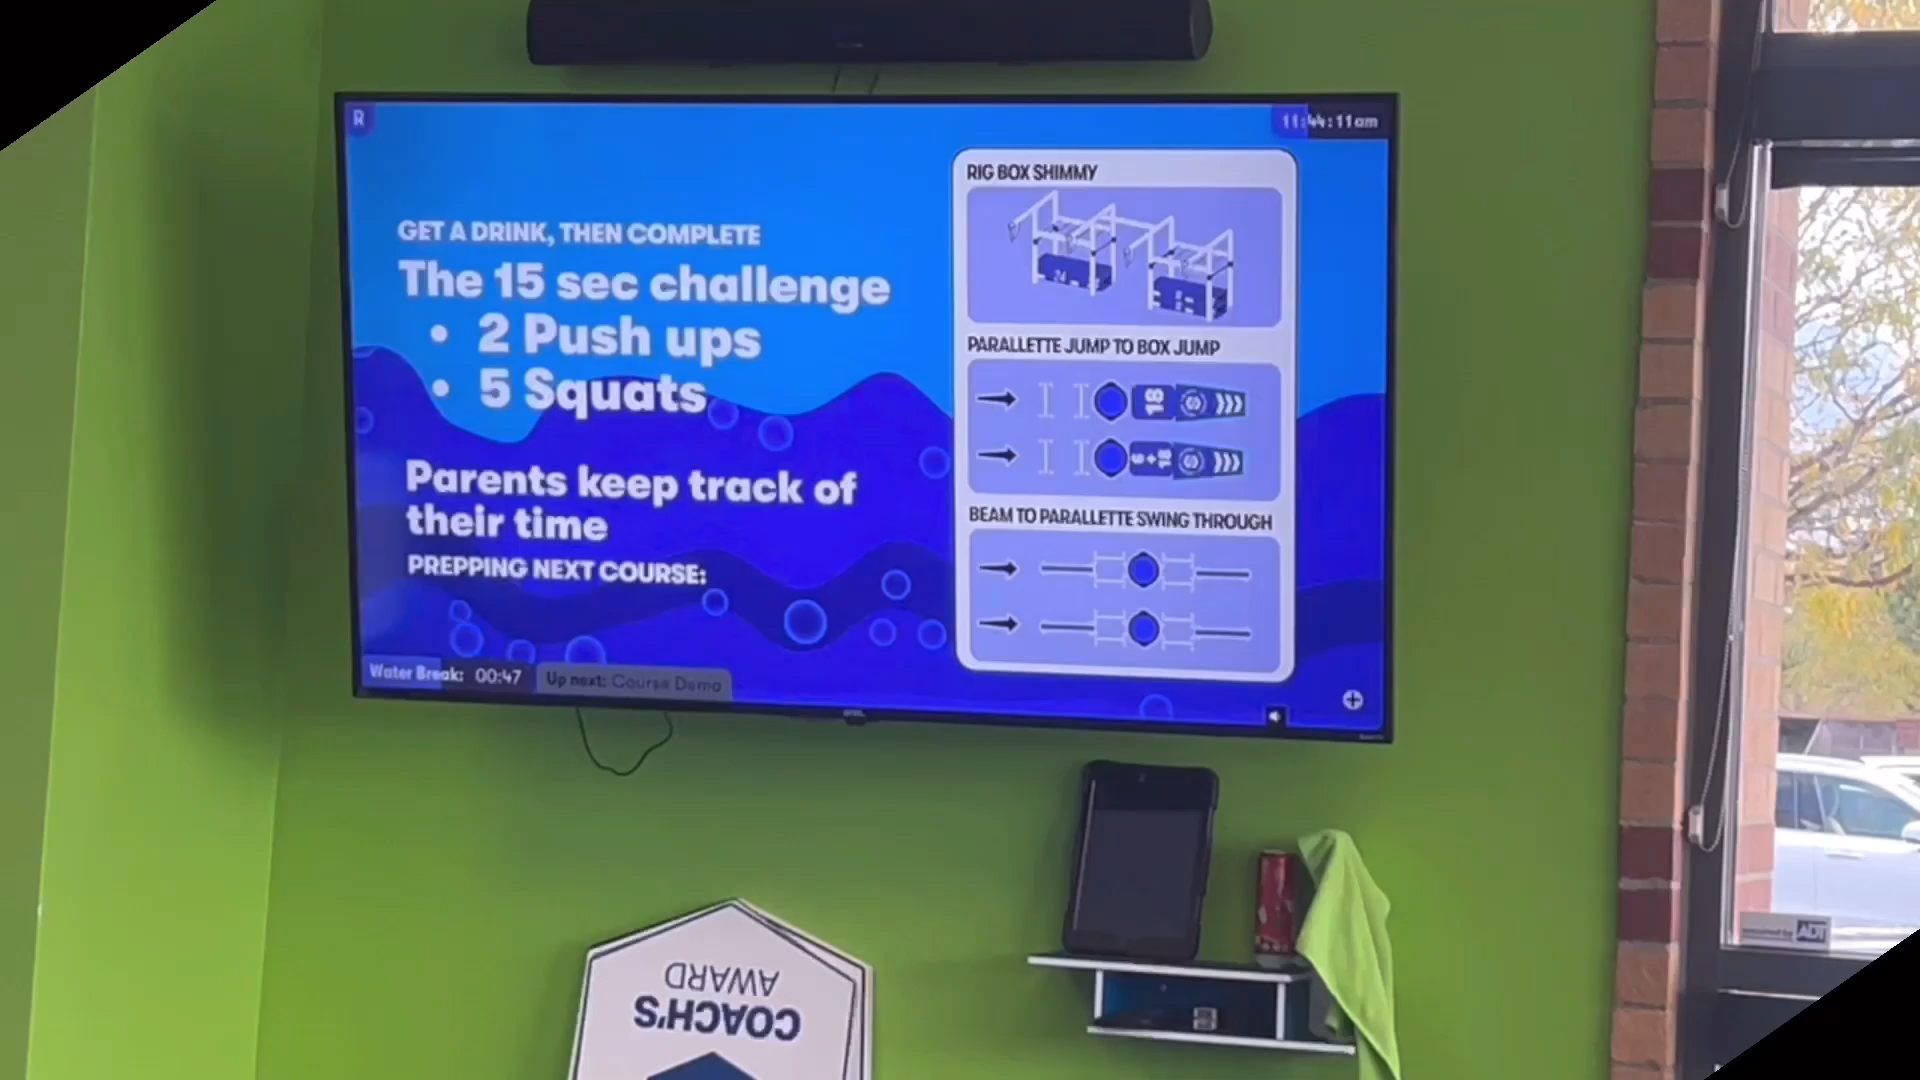 R
11:44:11am
GET A DRINK, THEN COMPLETE
The 15 sec challenge
• 2 Push ups
• 5 Squats
Parents keep track of
their time
PREPPING NEXT COURSE:
Water Break: 00:47
Up next: Course Demo
RIG BOX SHIMMY
24
PARALLETTE JUMP TO BOX JUMP
18
6+18
BEAM TO PARALLETTE SWING THROUGH
COACH'S
AWARD
ADT